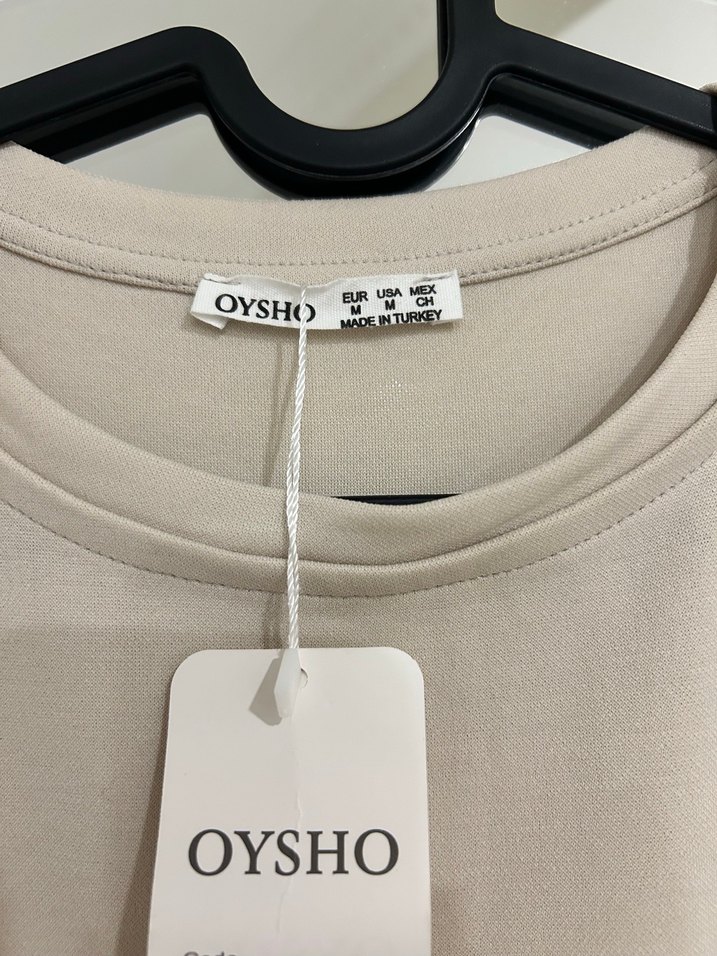 OYSHO
EUR USA MEX
M M CH
MADE IN TURKEY
OYSHO